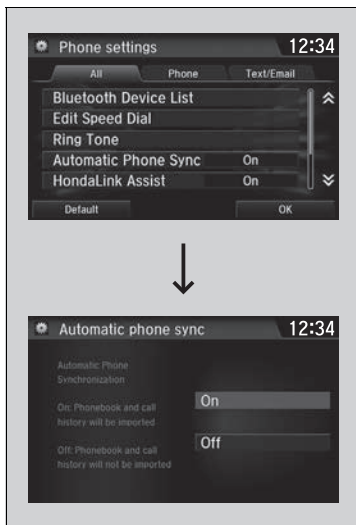 Phone settings 12:34
All Phone Text/Email
Bluetooth Device List
Edit Speed Dial
Ring Tone
Automatic Phone Sync On
HondaLink Assist On
Default OK
Automatic phone sync 12:34
Automatic Phone
Synchronization
On: Phonebook and call
history will be imported
Off: Phonebook and call
history will not be imported
On
Off